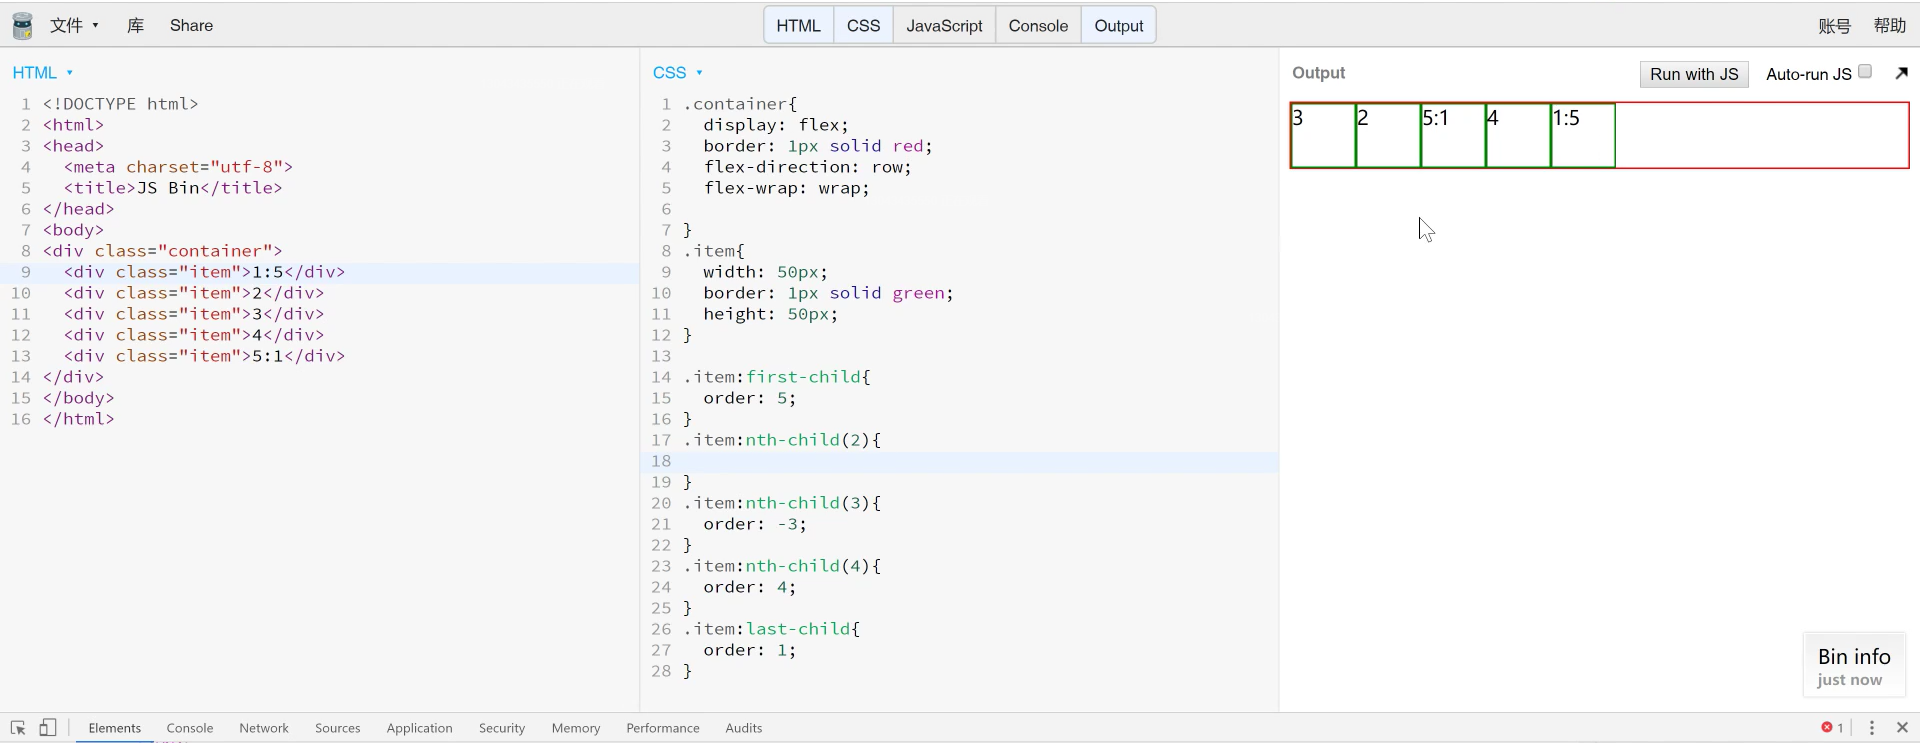 文件 库 Share HTML CSS JavaScript Console Output 账号 帮助
HTML
1 <!DOCTYPE html>
2 <html>
3 <head>
4   <meta charset="utf-8">
5   <title>JS Bin</title>
6 </head>
7 <body>
8 <div class="container">
9   <div class="item">1:5</div>
10   <div class="item">2</div>
11   <div class="item">3</div>
12   <div class="item">4</div>
13   <div class="item">5:1</div>
14 </div>
15 </body>
16 </html>
CSS
1 .container{
2   display: flex;
3   border: 1px solid red;
4   flex-direction: row;
5   flex-wrap: wrap;
6
7 }
8 .item{
9   width: 50px;
10   border: 1px solid green;
11   height: 50px;
12 }
13
14 .item:first-child{
15   order: 5;
16 }
17 .item:nth-child(2){
18
19 }
20 .item:nth-child(3){
21   order: -3;
22 }
23 .item:nth-child(4){
24   order: 4;
25 }
26 .item:last-child{
27   order: 1;
28 }
Output Run with JS Auto-run JS
3 2 5:1 4 1:5
Bin info
just now
Elements Console Network Sources Application Security Memory Performance Audits 1